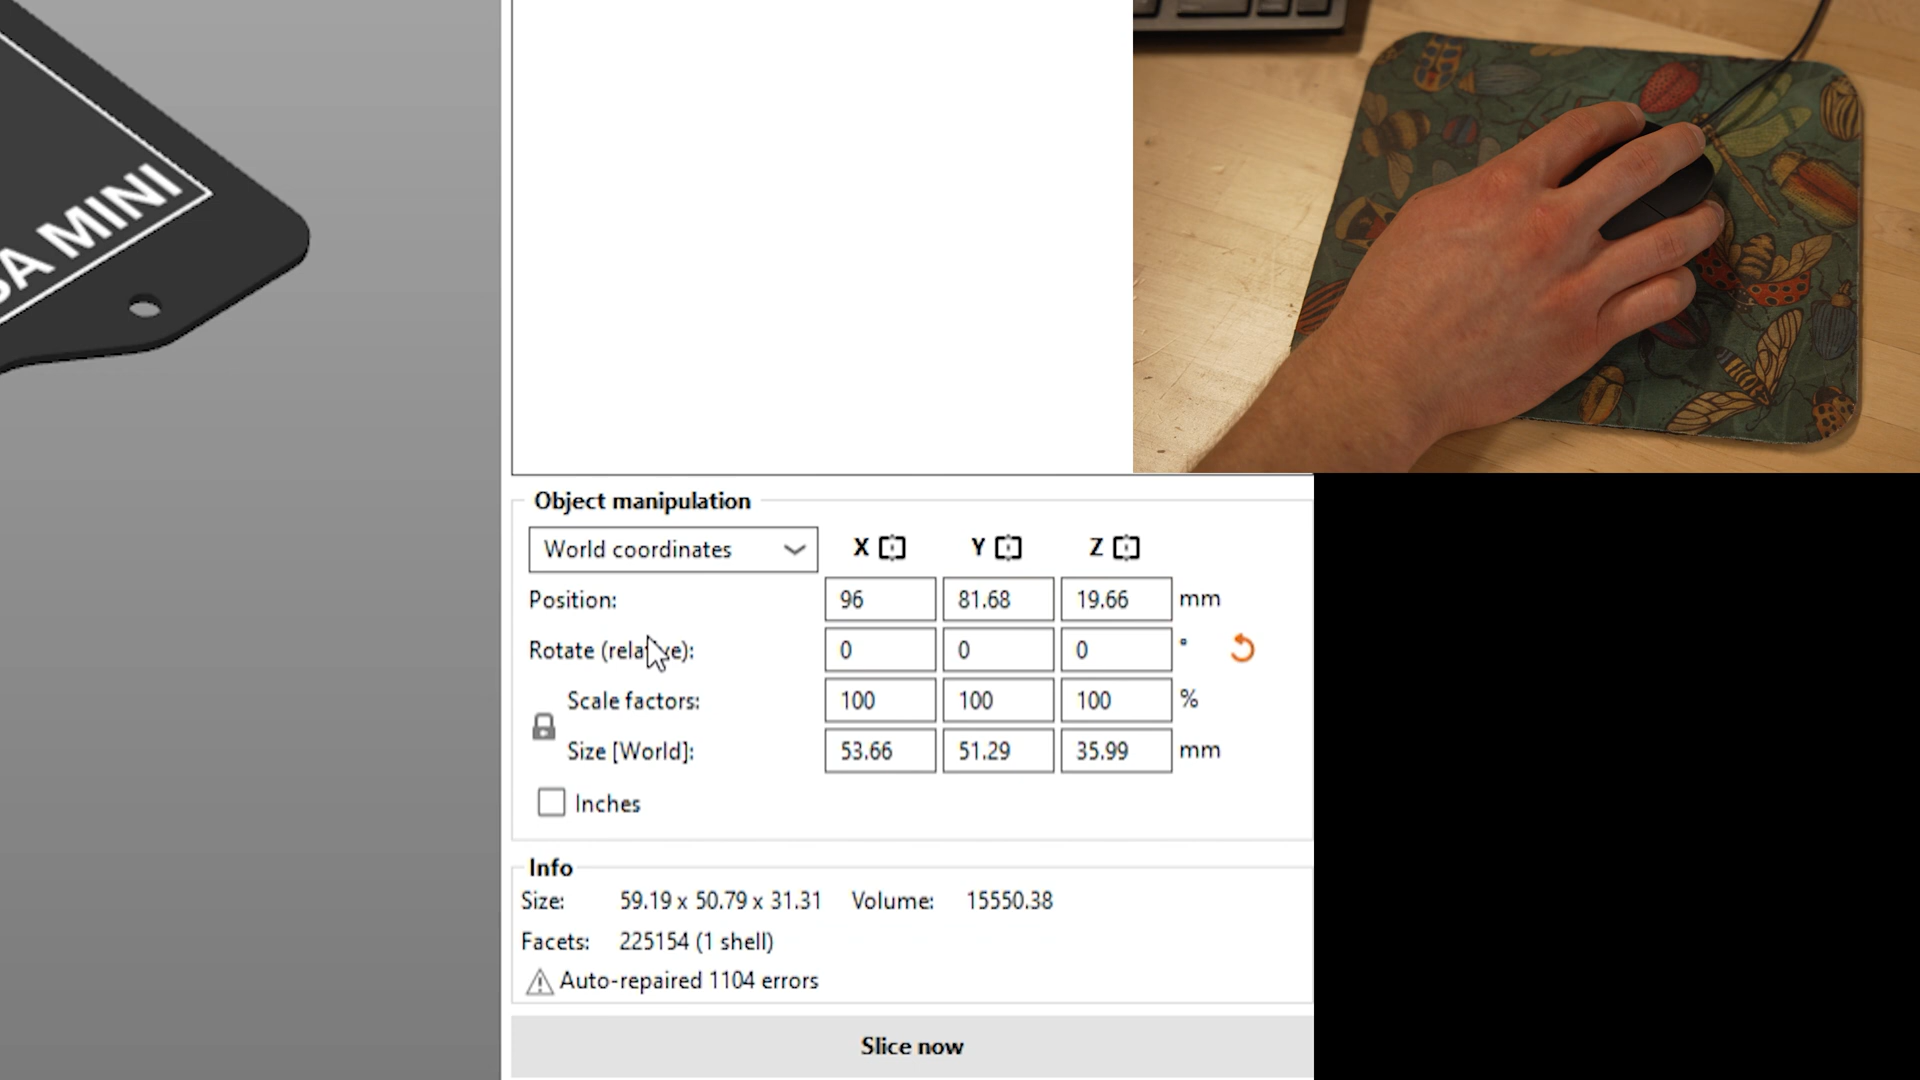 SA MINI
Object manipulation
World coordinates X Y Z
Position: 96 81.68 19.66 mm
Rotate (relative): 0 0 0 °
Scale factors: 100 100 100 %
Size [World]: 53.66 51.29 35.99 mm
Inches
Info
Size: 59.19 x 50.79 x 31.31 Volume: 15550.38
Facets: 225154 (1 shell)
Auto-repaired 1104 errors
Slice now